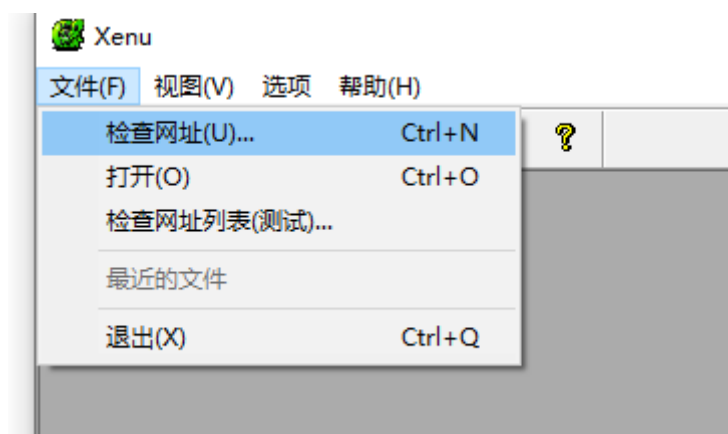 Xenu
文件(F) 视图(V) 选项 帮助(H)
检查网址(U)... Ctrl+N
打开(O) Ctrl+O
检查网址列表(测试)...
最近的文件
退出(X) Ctrl+Q